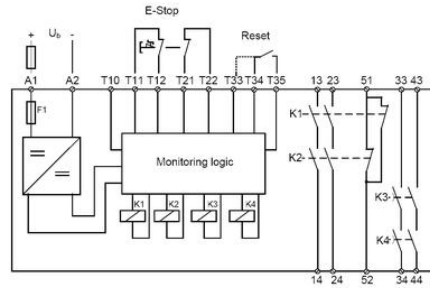 E-Stop
+ Ub -
Reset
A1 A2 T10 T11 T12 T21 T22 T33 T34 T35 13 23 51 33 43
F1
K1
Monitoring logic
K2
K1 K2 K3 K4
K3
K4
14 24 52 34 44